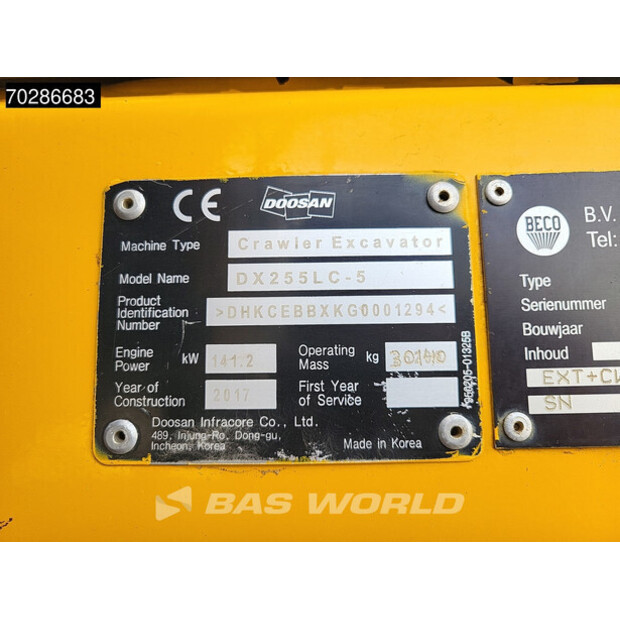 70286683
CE
DOOSAN
Machine Type Crawler Excavator
Model Name DX255LC-5
Product Identification Number >DHKCEBBXKG0001294<
Engine Power kW 141.2 Operating Mass kg
Year of Construction 2017 First Year of Service
Doosan Infracore Co., Ltd.
489, Injung-Ro, Dong-gu,
Incheon, Korea
Made in Korea
950205-01325B
BECO
B.V.
Tel:
Type
Serienummer
Bouwjaar
Inhoud
EXT+CW
SN
BAS WORLD